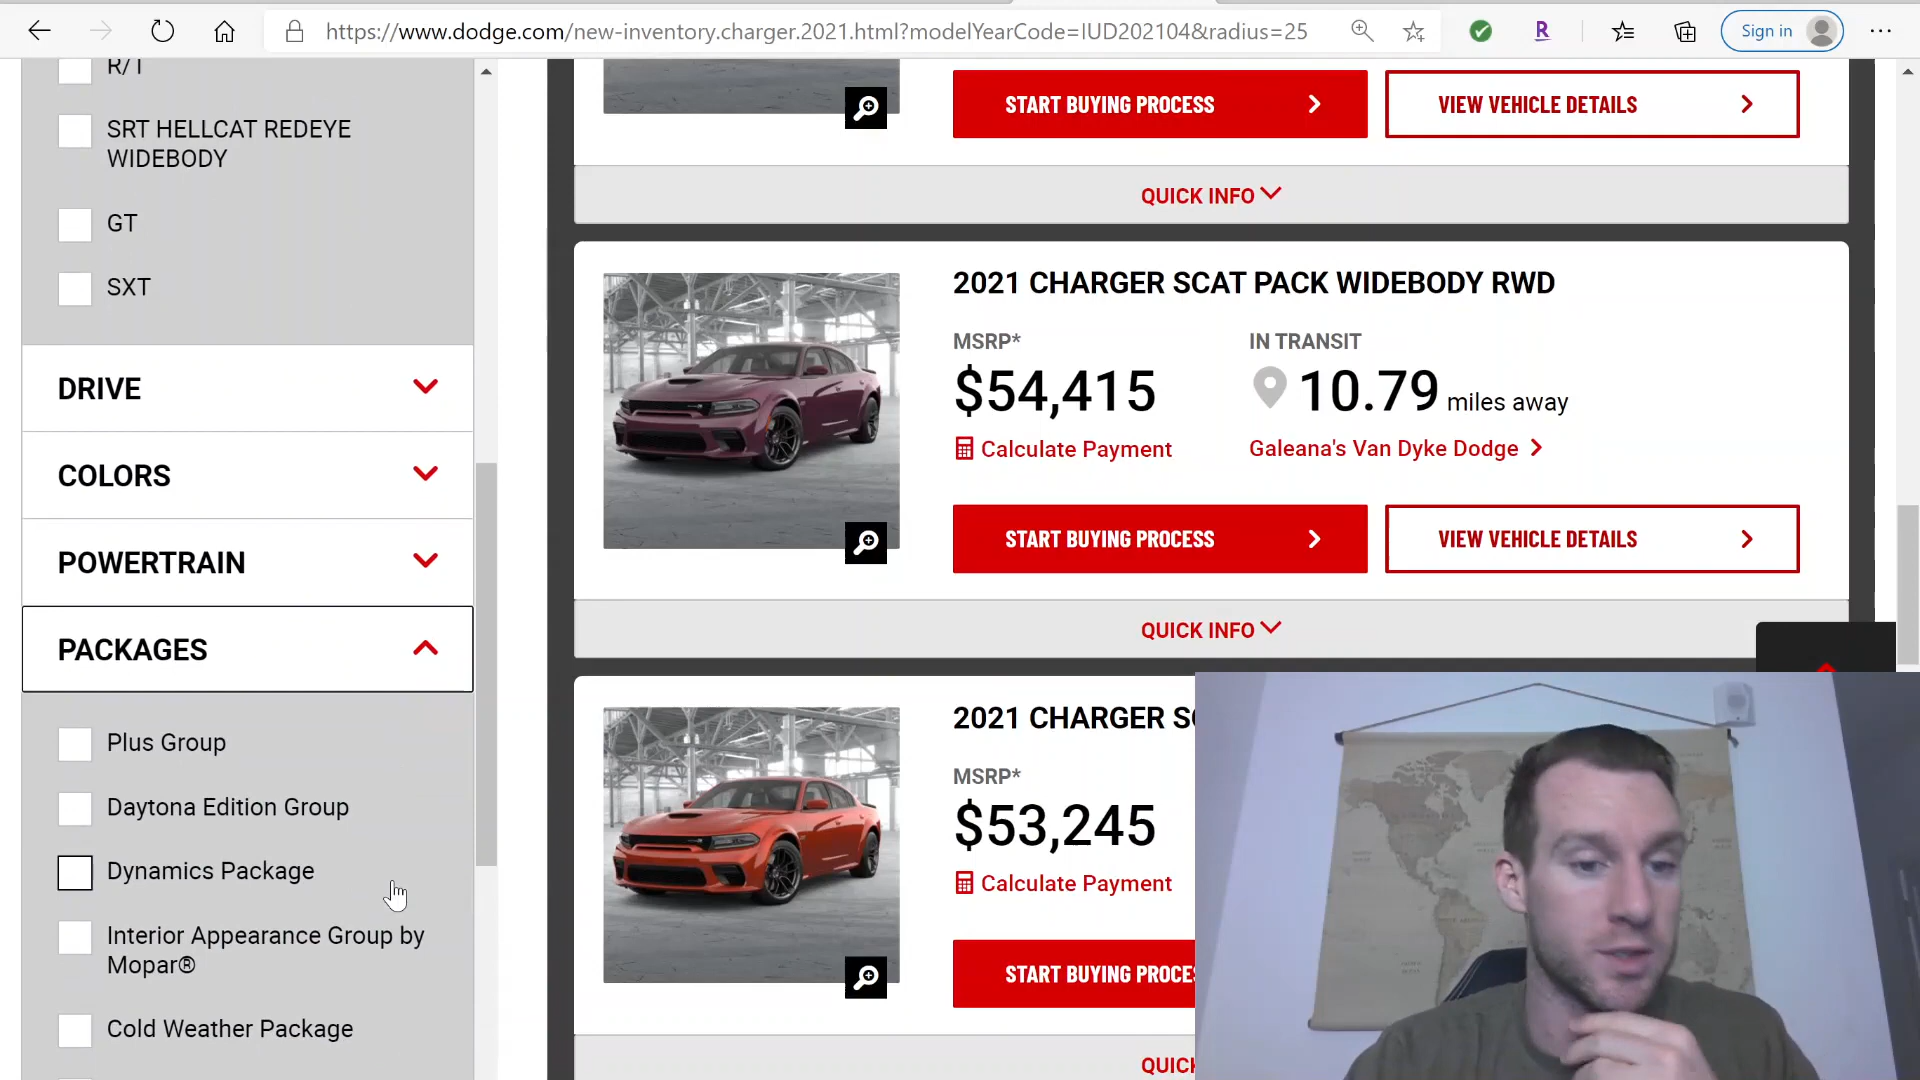 https://www.dodge.com/new-inventory.charger.2021.html?modelYearCode=IUD202104&radius=25
R
Sign in
R/T
SRT HELLCAT REDEYE
WIDEBODY
GT
SXT
DRIVE
COLORS
POWERTRAIN
PACKAGES
Plus Group
Daytona Edition Group
Dynamics Package
Interior Appearance Group by
Mopar®
Cold Weather Package
START BUYING PROCESS
VIEW VEHICLE DETAILS
QUICK INFO
2021 CHARGER SCAT PACK WIDEBODY RWD
MSRP*
IN TRANSIT
$54,415
10.79 miles away
Calculate Payment
Galeana's Van Dyke Dodge
START BUYING PROCESS
VIEW VEHICLE DETAILS
QUICK INFO
2021 CHARGER SC
MSRP*
$53,245
Calculate Payment
START BUYING PROCES
QUICK